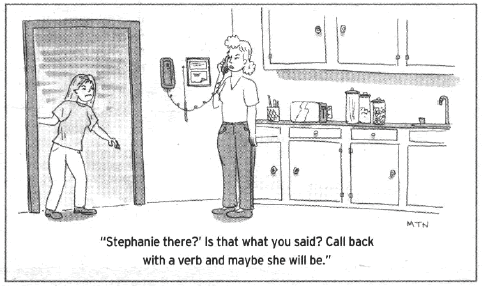 MTN
"Stephanie there?' Is that what you said? Call back
with a verb and maybe she will be."